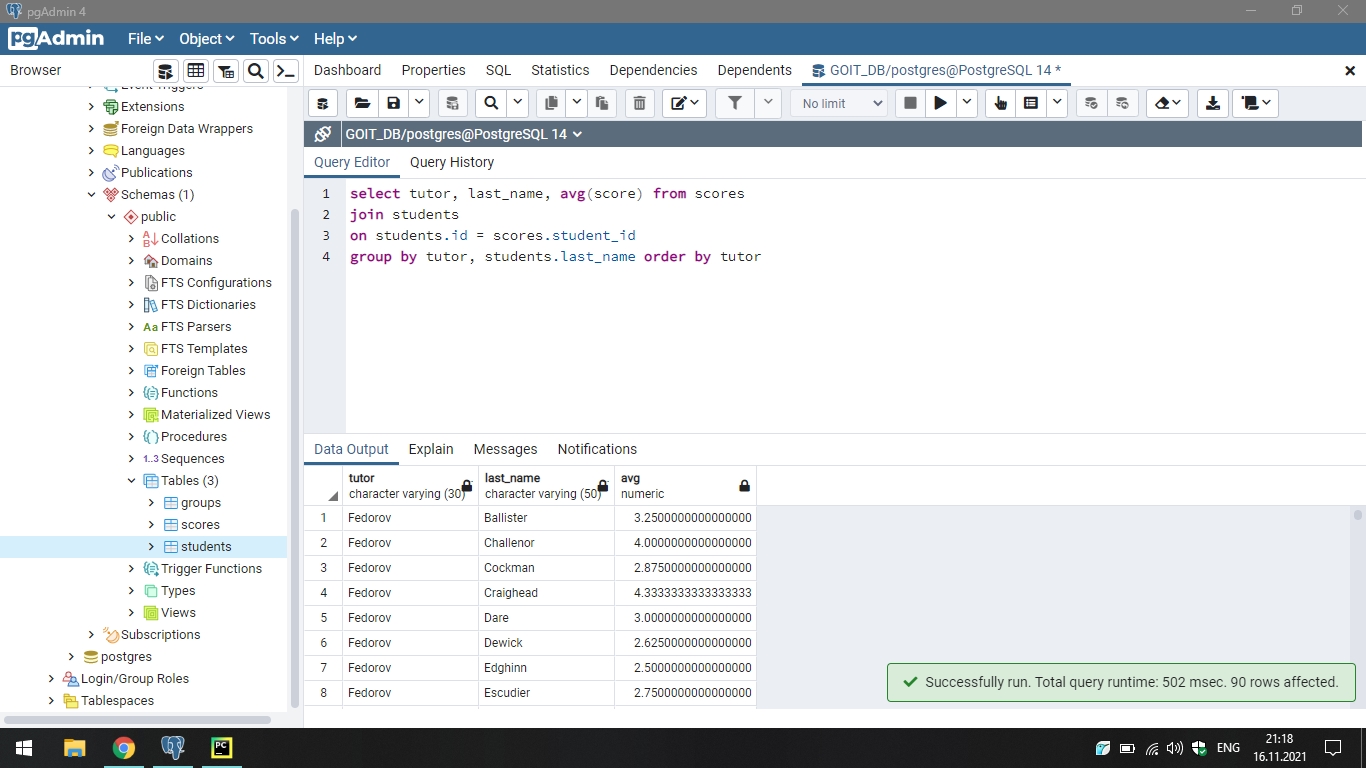 pgAdmin 4
pgAdmin File Object Tools Help
Browser
Dashboard Properties SQL Statistics Dependencies Dependents GOIT_DB/postgres@PostgreSQL 14 *
No limit
GOIT_DB/postgres@PostgreSQL 14
Query Editor Query History
Event Triggers
Extensions
Foreign Data Wrappers
Languages
Publications
Schemas (1)
public
Collations
Domains
FTS Configurations
FTS Dictionaries
Aa FTS Parsers
FTS Templates
Foreign Tables
Functions
Materialized Views
Procedures
1..3 Sequences
Tables (3)
groups
scores
students
Trigger Functions
Types
Views
Subscriptions
postgres
Login/Group Roles
Tablespaces
1 select tutor, last_name, avg(score) from scores
2 join students
3 on students.id = scores.student_id
4 group by tutor, students.last_name order by tutor
Data Output Explain Messages Notifications
tutor last_name avg
character varying (30) character varying (50) numeric
1 Fedorov Ballister 3.2500000000000000
2 Fedorov Challenor 4.0000000000000000
3 Fedorov Cockman 2.8750000000000000
4 Fedorov Craighead 4.3333333333333333
5 Fedorov Dare 3.0000000000000000
6 Fedorov Dewick 2.6250000000000000
7 Fedorov Edghinn 2.5000000000000000
8 Fedorov Escudier 2.7500000000000000
Successfully run. Total query runtime: 502 msec. 90 rows affected.
PC
ENG
21:18
16.11.2021